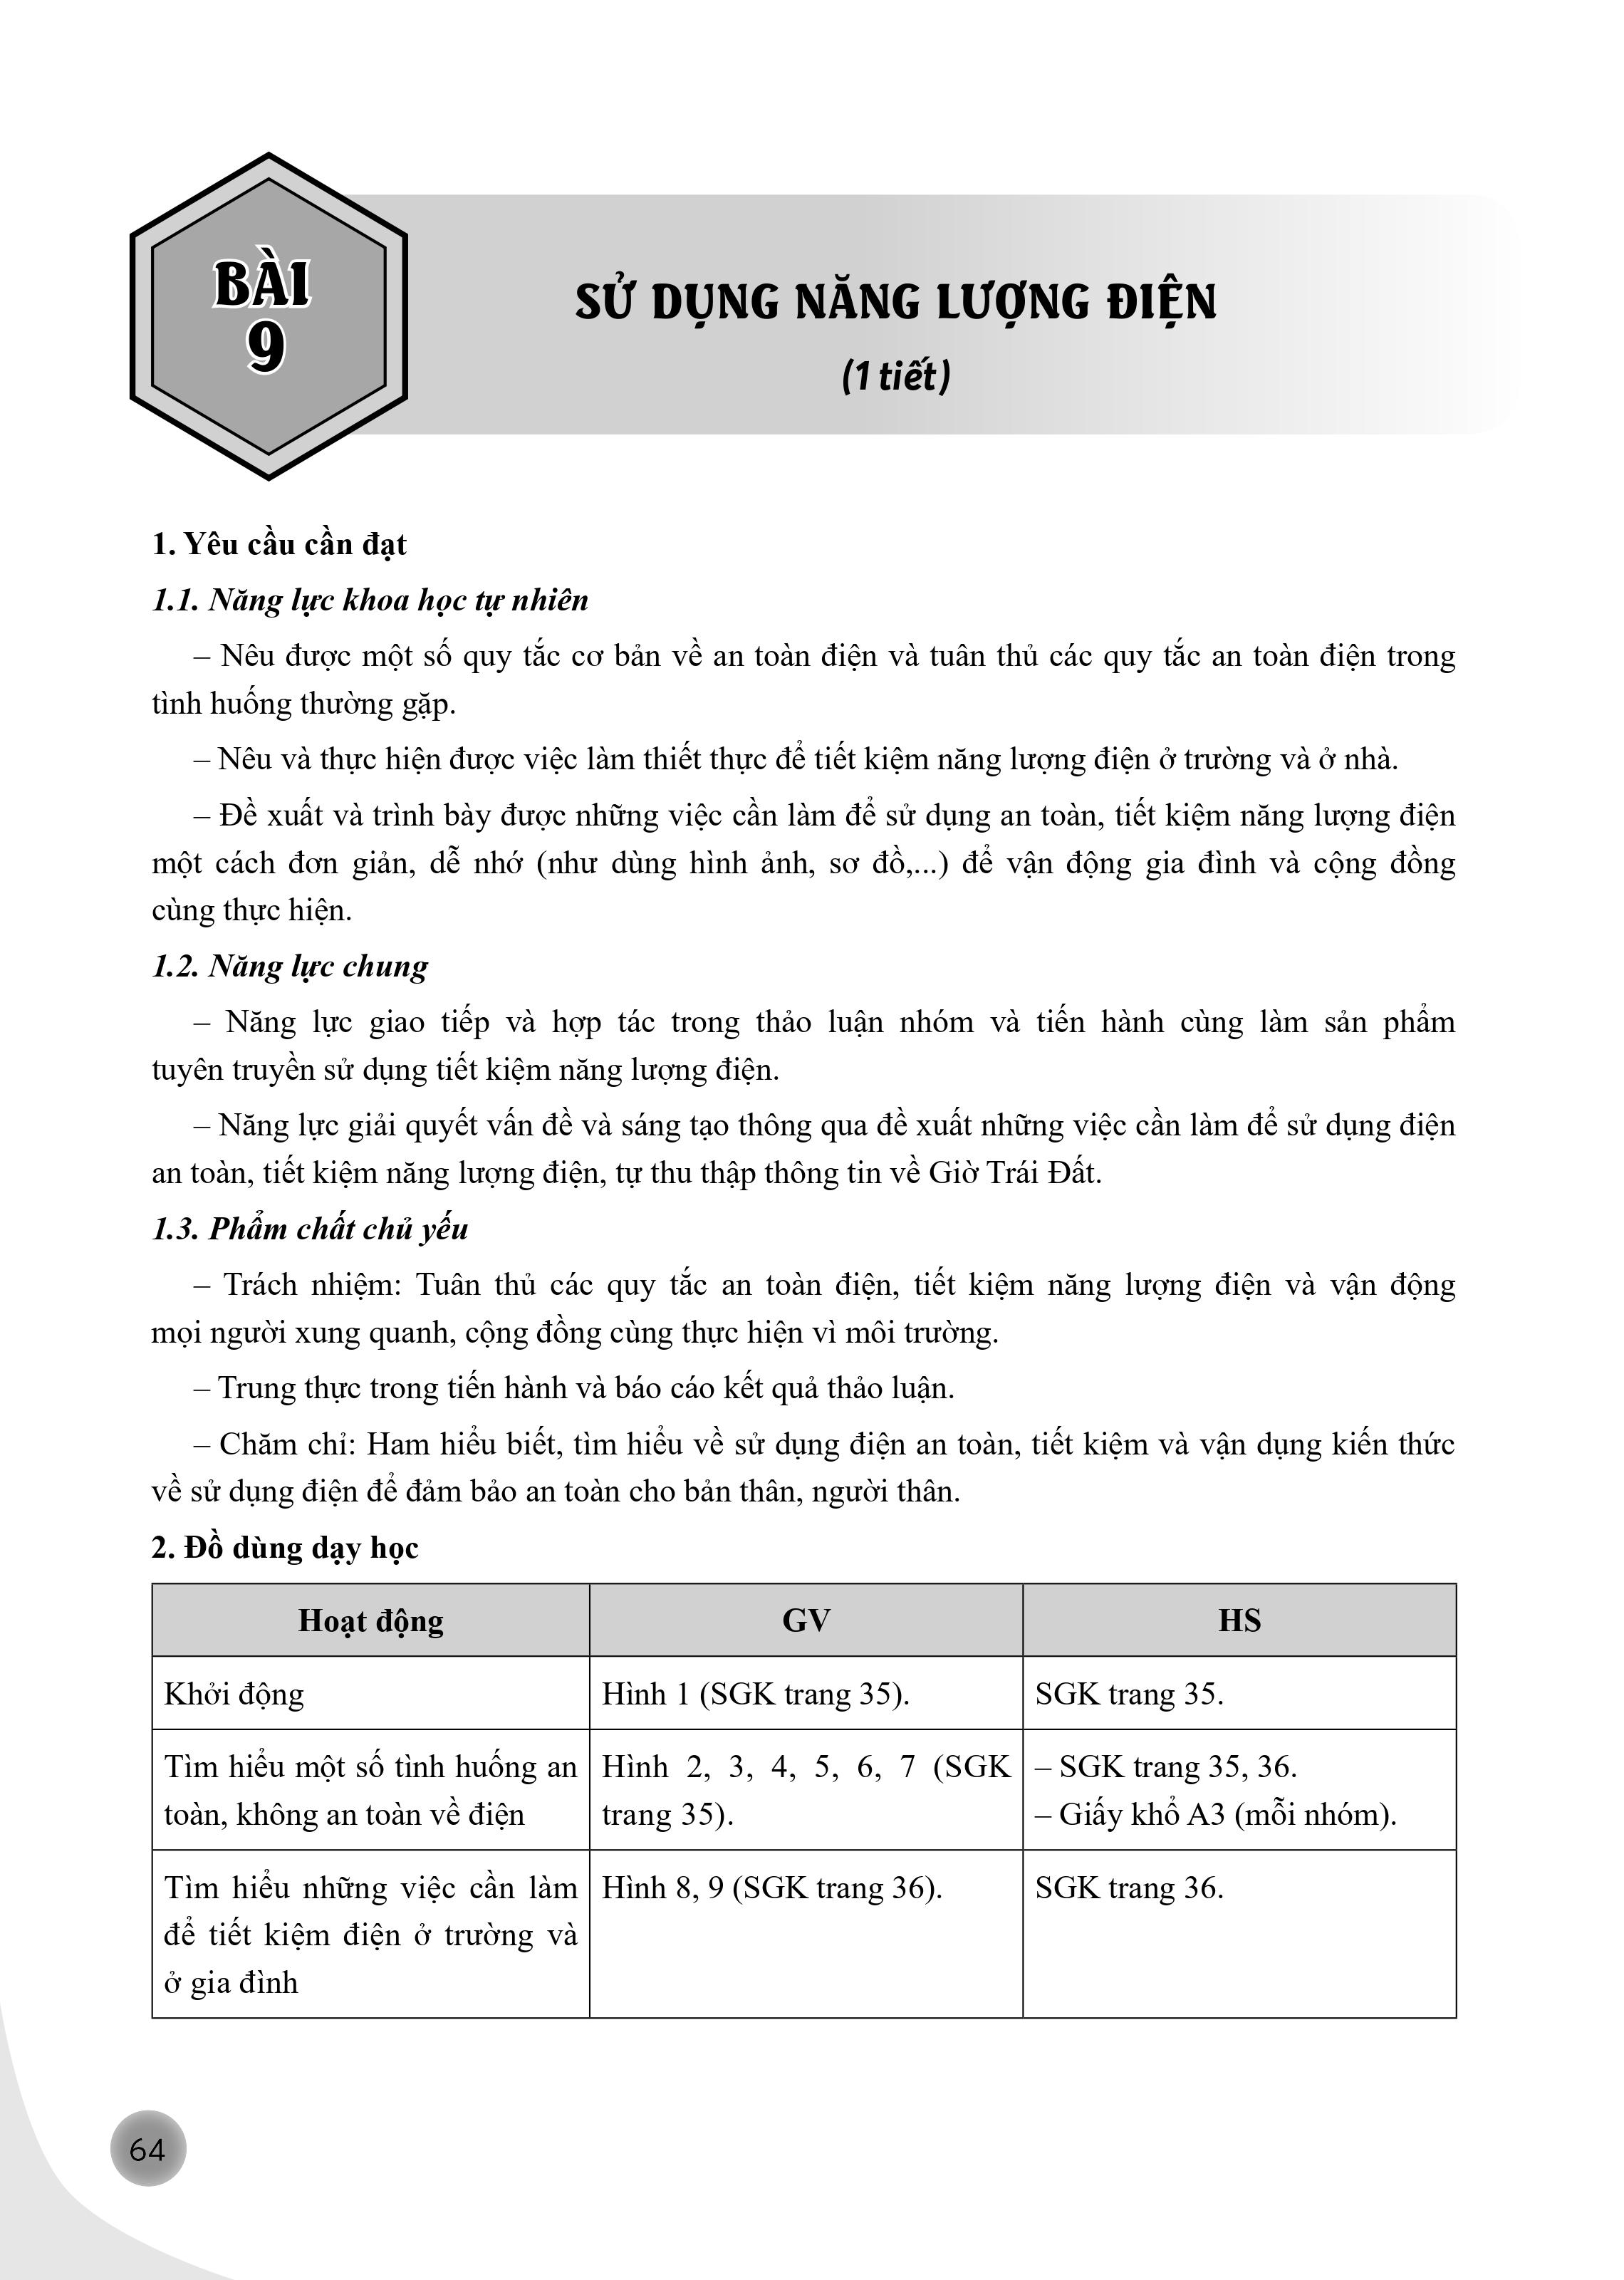 BÀI
9
SỬ DỤNG NĂNG LƯỢNG ĐIỆN
(1 tiết)
1. Yêu cầu cần đạt
1.1. Năng lực khoa học tự nhiên
– Nêu được một số quy tắc cơ bản về an toàn điện và tuân thủ các quy tắc an toàn điện trong
tình huống thường gặp.
– Nêu và thực hiện được việc làm thiết thực để tiết kiệm năng lượng điện ở trường và ở nhà.
– Đề xuất và trình bày được những việc cần làm để sử dụng an toàn, tiết kiệm năng lượng điện
một cách đơn giản, dễ nhớ (như dùng hình ảnh, sơ đồ,...) để vận động gia đình và cộng đồng
cùng thực hiện.
1.2. Năng lực chung
– Năng lực giao tiếp và hợp tác trong thảo luận nhóm và tiến hành cùng làm sản phẩm
tuyên truyền sử dụng tiết kiệm năng lượng điện.
– Năng lực giải quyết vấn đề và sáng tạo thông qua đề xuất những việc cần làm để sử dụng điện
an toàn, tiết kiệm năng lượng điện, tự thu thập thông tin về Giờ Trái Đất.
1.3. Phẩm chất chủ yếu
– Trách nhiệm: Tuân thủ các quy tắc an toàn điện, tiết kiệm năng lượng điện và vận động
mọi người xung quanh, cộng đồng cùng thực hiện vì môi trường.
– Trung thực trong tiến hành và báo cáo kết quả thảo luận.
– Chăm chỉ: Ham hiểu biết, tìm hiểu về sử dụng điện an toàn, tiết kiệm và vận dụng kiến thức
về sử dụng điện để đảm bảo an toàn cho bản thân, người thân.
2. Đồ dùng dạy học
Hoạt động GV HS
Khởi động Hình 1 (SGK trang 35). SGK trang 35.
Tìm hiểu một số tình huống an Hình 2, 3, 4, 5, 6, 7 (SGK – SGK trang 35, 36.
toàn, không an toàn về điện trang 35). – Giấy khổ A3 (mỗi nhóm).
Tìm hiểu những việc cần làm Hình 8, 9 (SGK trang 36). SGK trang 36.
để tiết kiệm điện ở trường và
ở gia đình
64